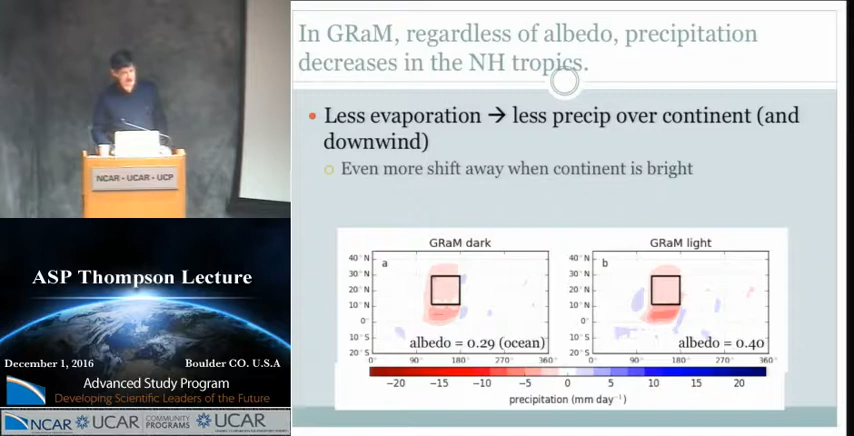 In GRaM, regardless of albedo, precipitation
decreases in the NH tropics.
• Less evaporation → less precip over continent (and
downwind)
○ Even more shift away when continent is bright
NCAR - UCAR - UCP
ASP Thompson Lecture
December 1, 2016 Boulder CO. U.S.A
Advanced Study Program
Developing Scientific Leaders of the Future
NCAR UCAR COMMUNITY PROGRAMS UCAR
GRaM dark
a
40°N
30°N
20°N
10°N
0°
10°S
20°S
albedo = 0.29 (ocean)
0° 90° 180° 270° 360°
GRaM light
b
40°N
30°N
20°N
10°N
0°
10°S
20°S
albedo = 0.40
0° 90° 180° 270° 360°
−20 −15 −10 −5 0 5 10 15 20
precipitation (mm day⁻¹)